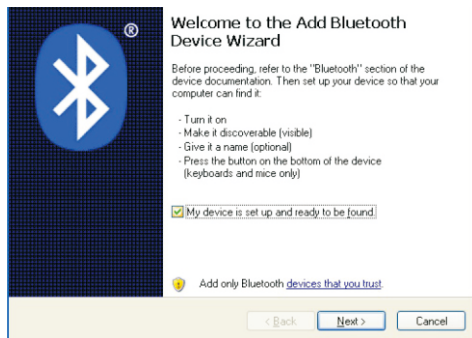 ®
Welcome to the Add Bluetooth
Device Wizard
Before proceeding, refer to the "Bluetooth" section of the
device documentation. Then set up your device so that your
computer can find it:
- Turn it on
- Make it discoverable (visible)
- Give it a name (optional)
- Press the button on the bottom of the device
(keyboards and mice only)
My device is set up and ready to be found.
Add only Bluetooth devices that you trust.
< Back Next > Cancel